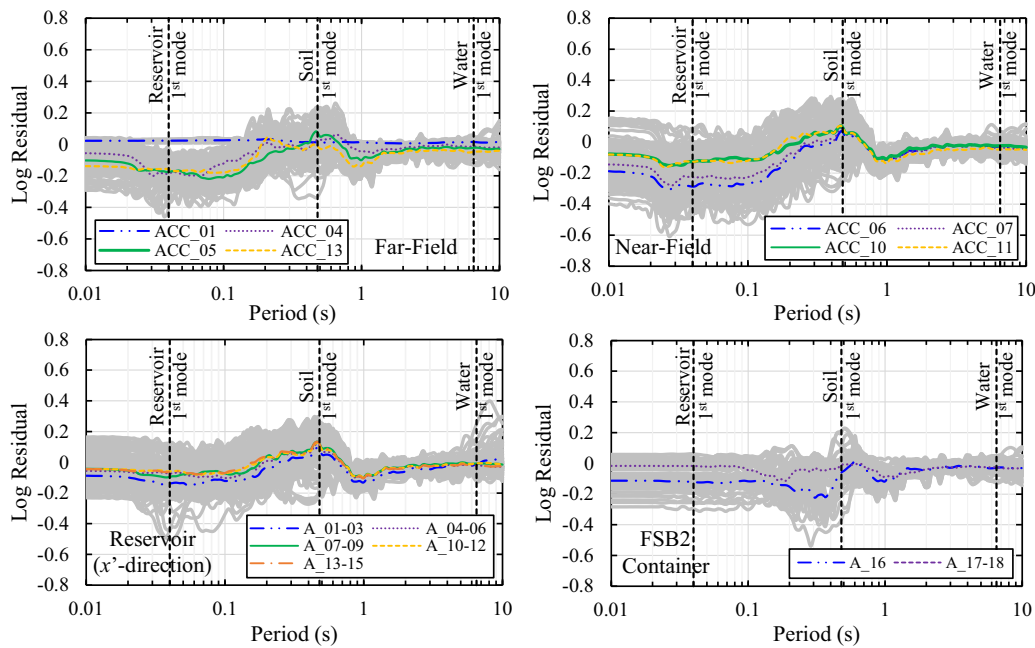 0.8
0.6
0.4
0.2
0
-0.2
-0.4
-0.6
-0.8
Log Residual
Reservoir
1st mode
Soil
1st mode
Water
1st mode
ACC_01
ACC_04
ACC_05
ACC_13
Far-Field
0.01
0.1
1
10
Period (s)
0.8
0.6
0.4
0.2
0
-0.2
-0.4
-0.6
0.8
Log Residual
Reservoir
1st mode
Soil
1st mode
Water
1st mode
ACC_06
ACC_07
ACC_10
ACC_11
Near-Field
0.01
0.1
1
10
Period (s)
0.8
0.6
0.4
0.2
0
-0.2
-0.4
-0.6
-0.8
Log Residual
Reservoir
1st mode
Soil
1st mode
Water
1st mode
A_01-03
A_04-06
A_07-09
A_10-12
A_13-15
Reservoir
(x’-direction)
0.01
0.1
1
10
Period (s)
0.8
0.6
0.4
0.2
0
-0.2
-0.4
-0.6
-0.8
Log Residual
Reservoir
1st mode
Soil
1st mode
Water
1st mode
FSB2
Container
A_16
A_17-18
0.01
0.1
1
10
Period (s)